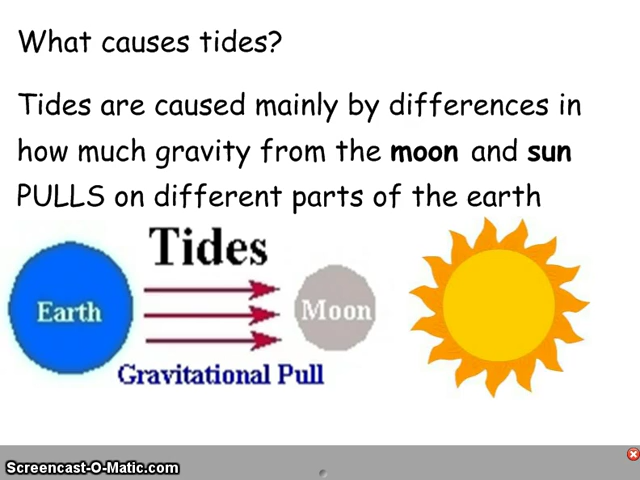 What causes tides?
Tides are caused mainly by differences in
how much gravity from the moon and sun
PULLS on different parts of the earth
Tides
Earth
Moon
Gravitational Pull
Screencast-O-Matic.com